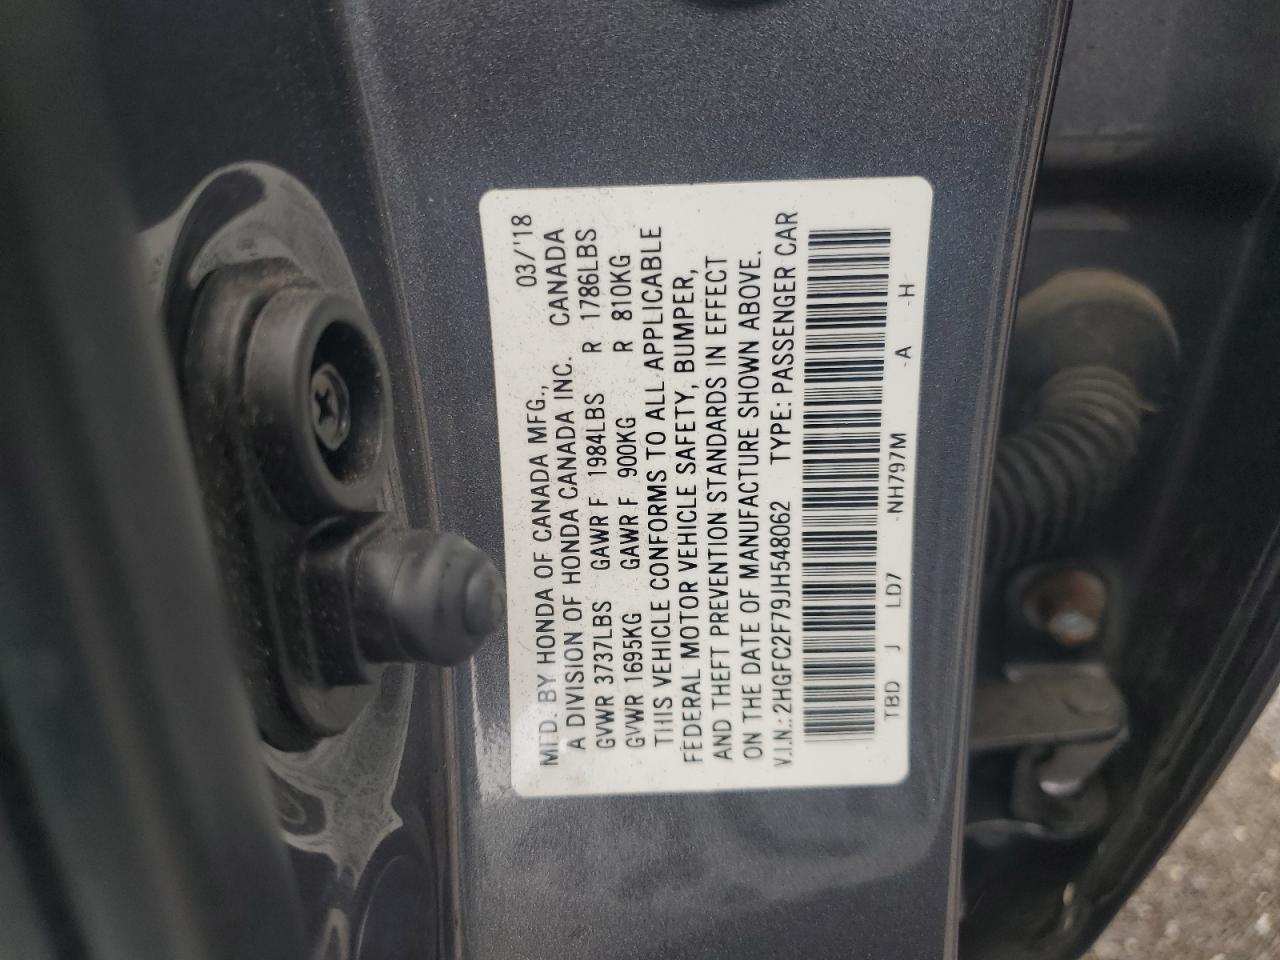 MFD. BY HONDA OF CANADA MFG., 03/'18
A DIVISION OF HONDA CANADA INC. CANADA
GVWR 3737LBS GAWR F 1984LBS R 1786LBS
GVWR 1695KG GAWR F 900KG R 810KG
THIS VEHICLE CONFORMS TO ALL APPLICABLE
FEDERAL MOTOR VEHICLE SAFETY, BUMPER,
AND THEFT PREVENTION STANDARDS IN EFFECT
ON THE DATE OF MANUFACTURE SHOWN ABOVE.
V.I.N.: 2HGFC2F79JH548062 TYPE: PASSENGER CAR
TBD J LD7 -NH797M -A -H